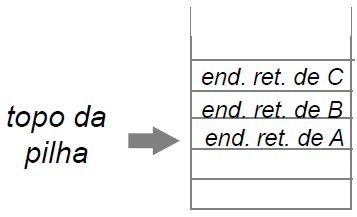 end. ret. de C
end. ret. de B
end. ret. de A
topo da
pilha